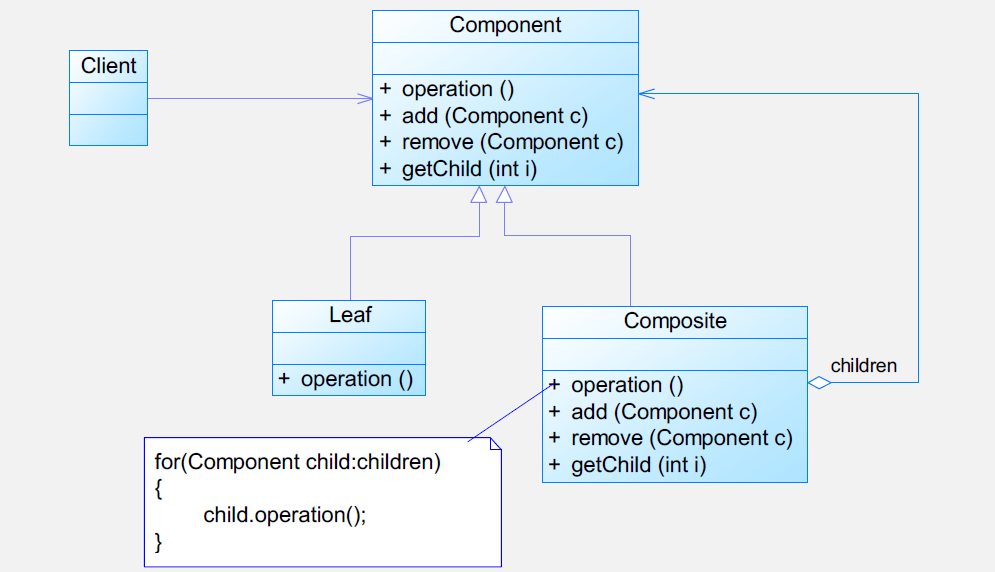 Client
Component
+ operation ()
+ add (Component c)
+ remove (Component c)
+ getChild (int i)
Leaf
+ operation ()
Composite
+ operation ()
+ add (Component c)
+ remove (Component c)
+ getChild (int i)
children
for(Component child:children)
{
child.operation();
}